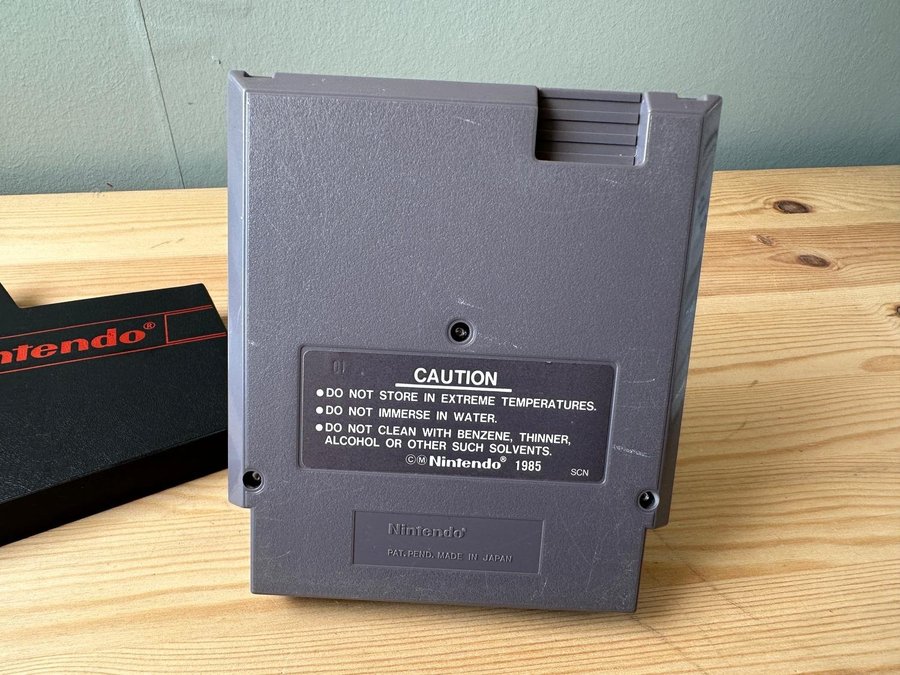 Nintendo®
CAUTION
●DO NOT STORE IN EXTREME TEMPERATURES.
●DO NOT IMMERSE IN WATER.
●DO NOT CLEAN WITH BENZENE, THINNER,
ALCOHOL OR OTHER SUCH SOLVENTS.
©Ⓜ Nintendo® 1985 SCN
Nintendo®
PAT. PEND. MADE IN JAPAN